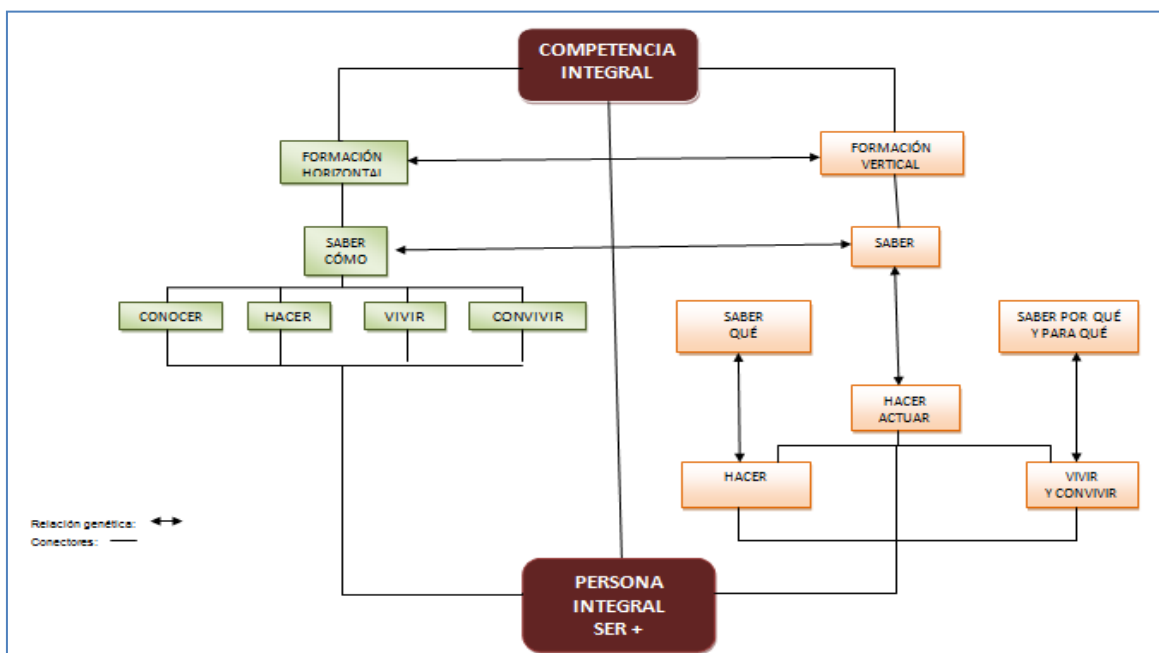 COMPETENCIA
INTEGRAL
FORMACIÓN
HORIZONTAL
FORMACIÓN
VERTICAL
SABER
CÓMO
SABER
CONOCER
HACER
VIVIR
CONVIVIR
SABER
QUÉ
SABER POR QUÉ
Y PARA QUÉ
HACER
ACTUAR
HACER
VIVIR
Y CONVIVIR
Relación genética:
Conectores:
PERSONA
INTEGRAL
SER +